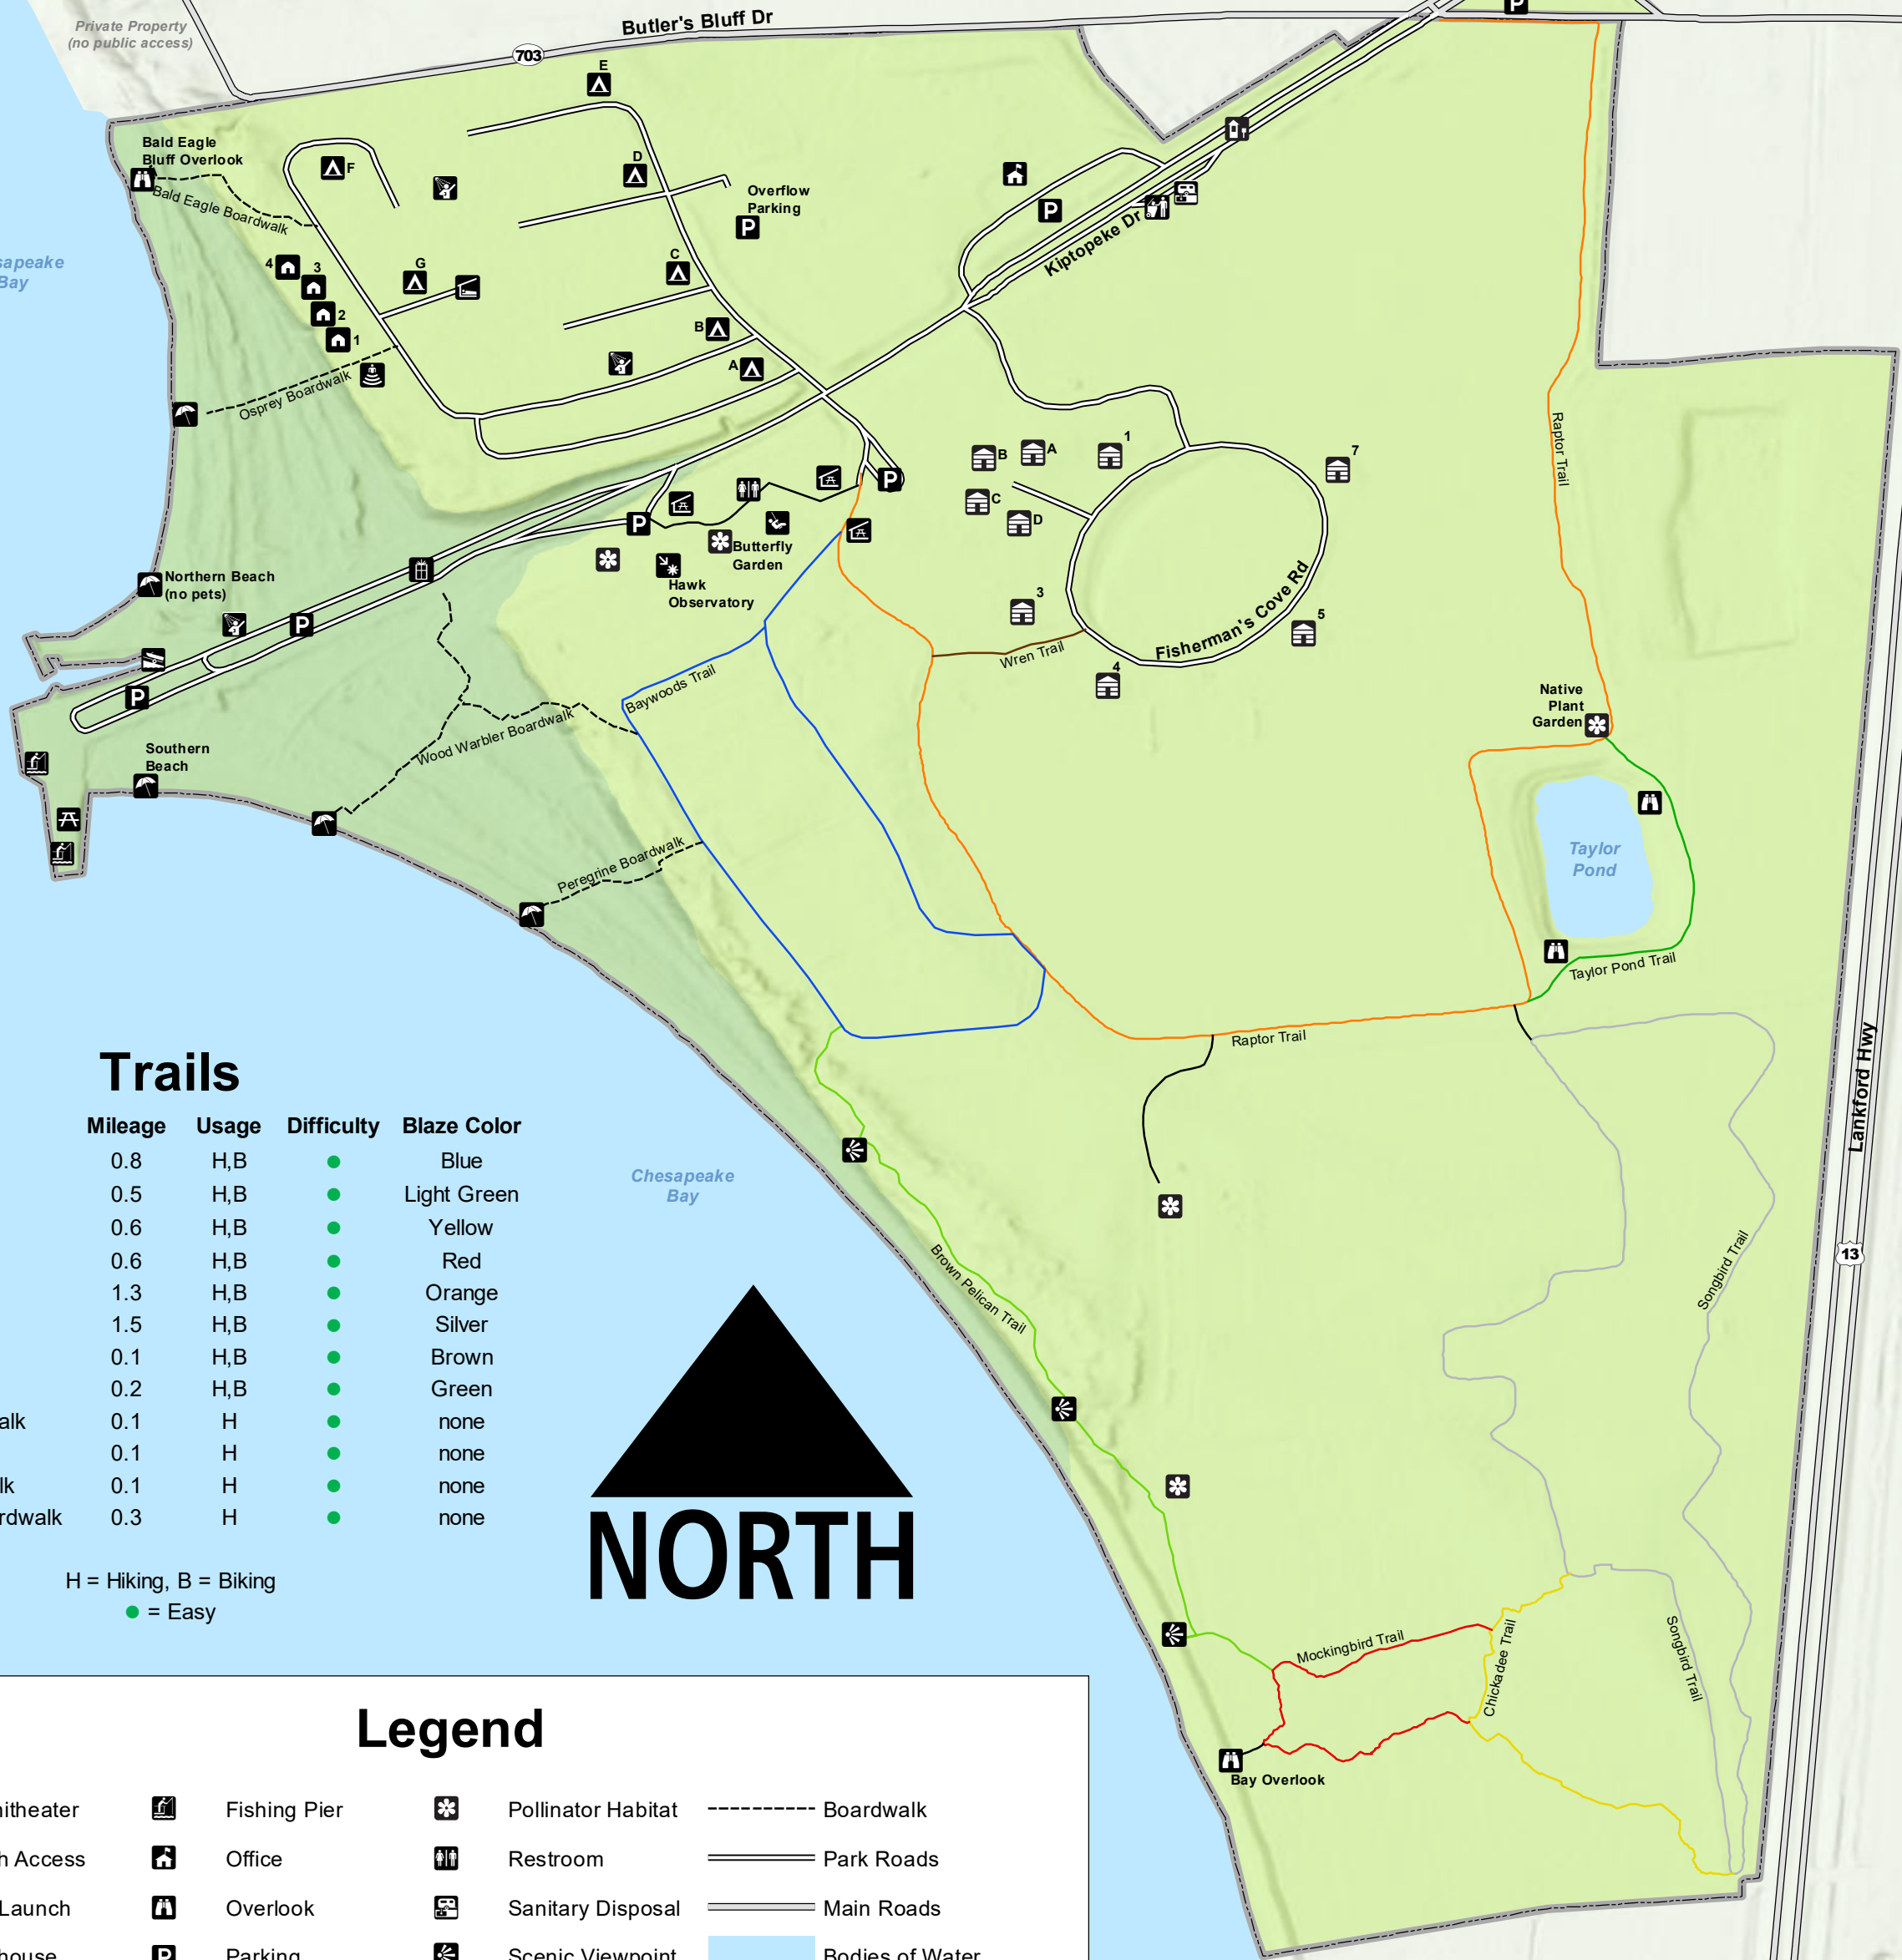 Private Property
(no public access)
Butler's Bluff Dr
703
P
E
Bald Eagle
Bluff Overlook
F
D
Bald Eagle Boardwalk
Overflow
Parking
P
P
Kiptopeke Dr
sapeake
Bay
4
3
G
C
2
B
1
A
Osprey Boardwalk
Raptor Trail
B
A
1
7
P
C
D
P
Butterfly
Garden
Hawk
Observatory
Northern Beach
(no pets)
P
3
5
Fisherman's Cove Rd
Wren Trail
4
Baywoods Trail
P
Native
Plant
Garden
Wood Warbler Boardwalk
Southern
Beach
Taylor
Pond
Peregrine Boardwalk
Taylor Pond Trail
Raptor Trail
Lankford Hwy
13
Trails
Mileage Usage Difficulty Blaze Color
0.8 H,B Blue
0.5 H,B Light Green
0.6 H,B Yellow
0.6 H,B Red
1.3 H,B Orange
1.5 H,B Silver
0.1 H,B Brown
0.2 H,B Green
alk 0.1 H none
0.1 H none
lk 0.1 H none
rdwalk 0.3 H none
H = Hiking, B = Biking
= Easy
Chesapeake
Bay
NORTH
Brown Pelican Trail
Songbird Trail
Mockingbird Trail
Chickadee Trail
Songbird Trail
Bay Overlook
Legend
hitheater Fishing Pier Pollinator Habitat Boardwalk
h Access Office Restroom Park Roads
Launch Overlook Sanitary Disposal Main Roads
house P Parking Scenic Viewpoint Bodies of Water